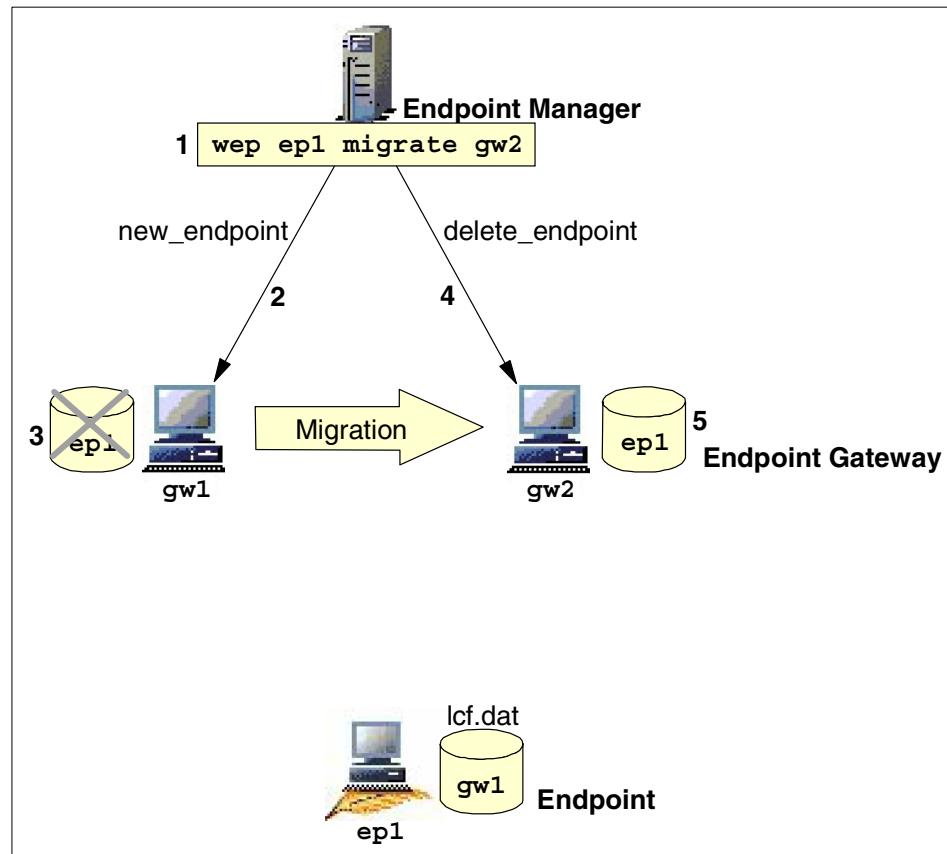 Endpoint Manager
1 wep ep1 migrate gw2
new_endpoint delete_endpoint
2 4
3 ep1 gw1 Migration gw2 ep1 5
Endpoint Gateway
lcf.dat
gw1
Endpoint
ep1